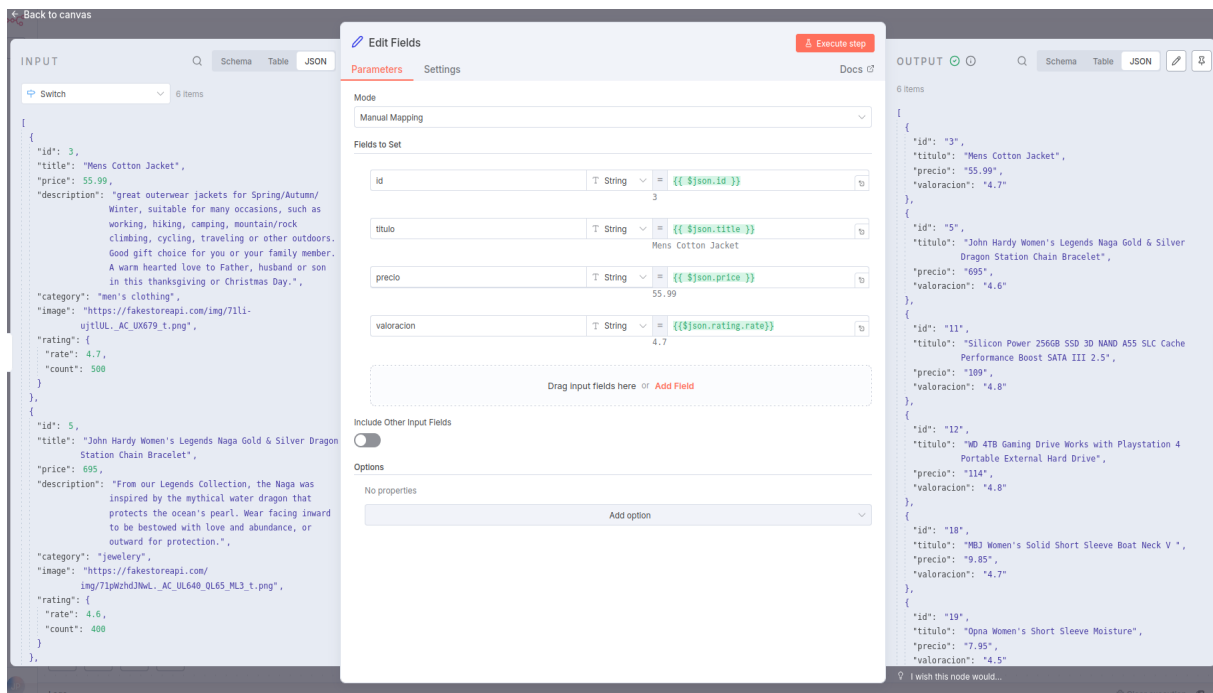 ← Back to canvas
INPUT
Schema Table JSON
Switch
6 items
[
{
"id": 3,
"title": "Mens Cotton Jacket",
"price": 55.99,
"description": "great outerwear jackets for Spring/Autumn/
Winter, suitable for many occasions, such as
working, hiking, camping, mountain/rock
climbing, cycling, traveling or other outdoors.
Good gift choice for you or your family member.
A warm hearted love to Father, husband or son
in this thanksgiving or Christmas Day.",
"category": "men's clothing",
"image": "https://fakestoreapi.com/img/71li-
ujtlUL._AC_UX679_t.png",
"rating": {
"rate": 4.7,
"count": 500
}
},
{
"id": 5,
"title": "John Hardy Women's Legends Naga Gold & Silver Dragon
Station Chain Bracelet",
"price": 695,
"description": "From our Legends Collection, the Naga was
inspired by the mythical water dragon that
protects the ocean's pearl. Wear facing inward
to be bestowed with love and abundance, or
outward for protection.",
"category": "jewelery",
"image": "https://fakestoreapi.com/
img/71pWzhdJNwL._AC_UL640_QL65_ML3_t.png",
"rating": {
"rate": 4.6,
"count": 400
}
},
Edit Fields
Execute step
Parameters Settings
Docs
Mode
Manual Mapping
Fields to Set
id
T String
= {{ $json.id }}
3
titulo
T String
= {{ $json.title }}
Mens Cotton Jacket
precio
T String
= {{ $json.price }}
55.99
valoracion
T String
= {{$json.rating.rate}}
4.7
Drag input fields here or Add Field
Include Other Input Fields
Options
No properties
Add option
OUTPUT
Schema Table JSON
6 items
[
{
"id": "3",
"titulo": "Mens Cotton Jacket",
"precio": "55.99",
"valoracion": "4.7"
},
{
"id": "5",
"titulo": "John Hardy Women's Legends Naga Gold & Silver
Dragon Station Chain Bracelet",
"precio": "695",
"valoracion": "4.6"
},
{
"id": "11",
"titulo": "Silicon Power 256GB SSD 3D NAND A55 SLC Cache
Performance Boost SATA III 2.5",
"precio": "109",
"valoracion": "4.8"
},
{
"id": "12",
"titulo": "WD 4TB Gaming Drive Works with Playstation 4
Portable External Hard Drive",
"precio": "114",
"valoracion": "4.8"
},
{
"id": "18",
"titulo": "MBJ Women's Solid Short Sleeve Boat Neck V ",
"precio": "9.85",
"valoracion": "4.7"
},
{
"id": "19",
"titulo": "Opna Women's Short Sleeve Moisture",
"precio": "7.95",
"valoracion": "4.5"
I wish this node would...